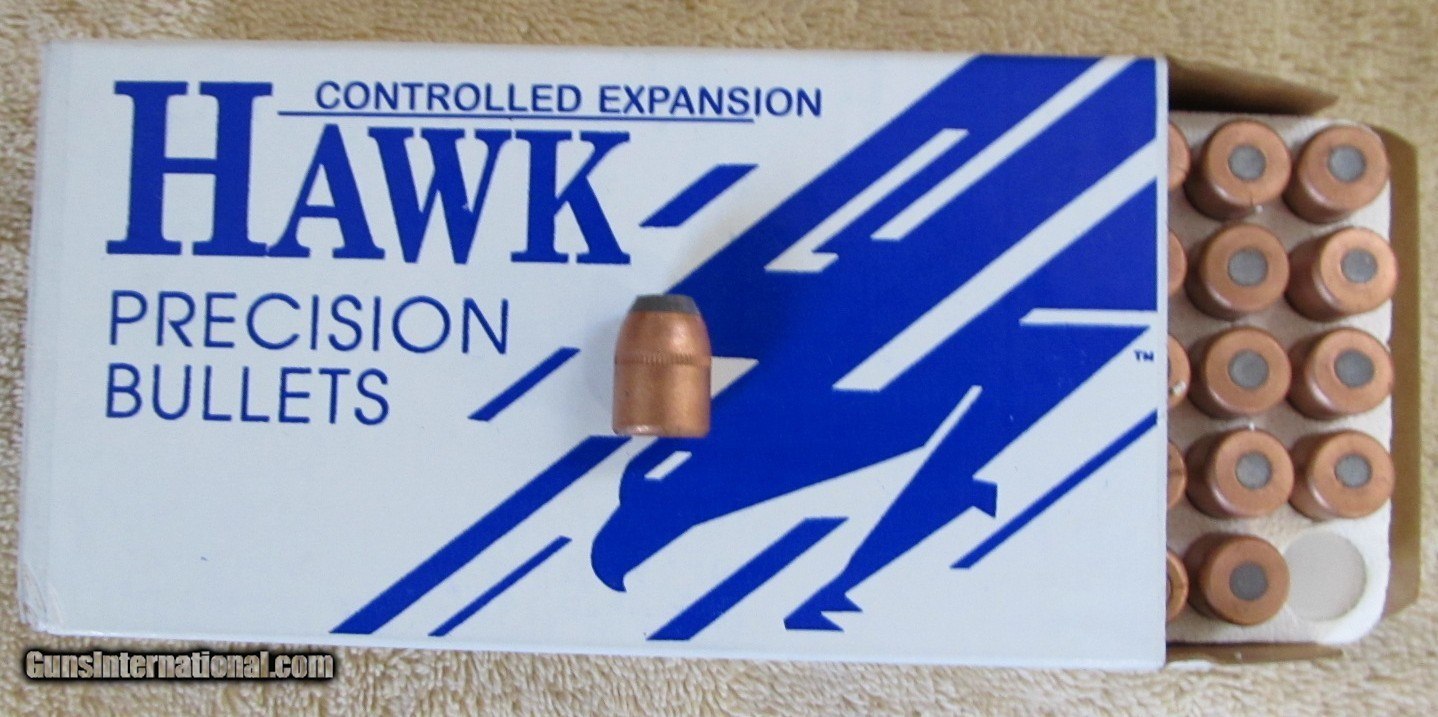 CONTROLLED EXPANSION
HAWK
PRECISION
BULLETS
TM
GunsInternational.com